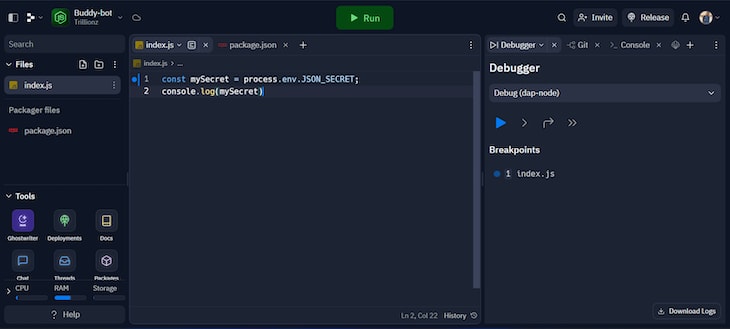 Buddy-bot
Trillionz
Run
Invite
Release
Search
Files
index.js
Packager files
package.json
Tools
Ghostwriter
Deployments
Docs
Chat
Threads
Packages
CPU
RAM
Storage
? Help
index.js
package.json
index.js > ...
1 const mySecret = process.env.JSON_SECRET;
2 console.log(mySecret)
Ln 2, Col 22 History
Debugger
Git
Console
Debugger
Debug (dap-node)
Breakpoints
1 index.js
Download Logs